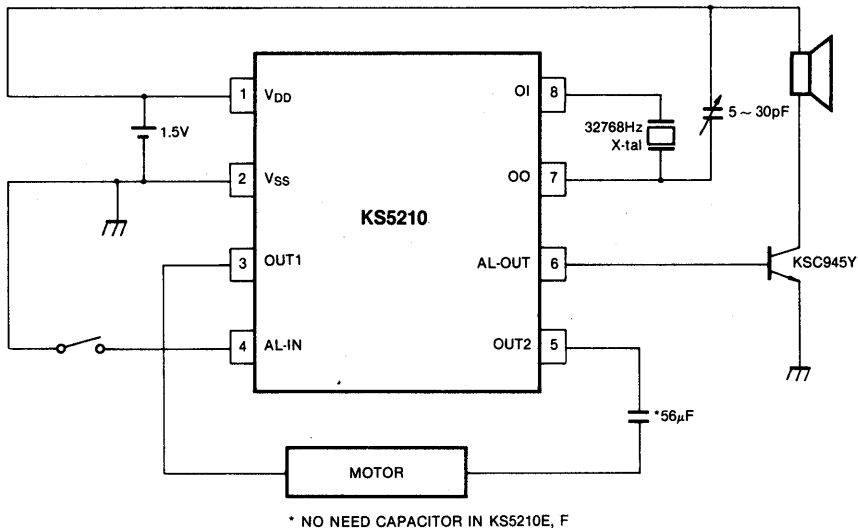 1 VDD
OI 8
1.5V
32768Hz
X-tal
5 ~ 30pF
2 VSS
OO 7
KS5210
3 OUT1
AL-OUT 6
KSC945Y
4 AL-IN
OUT2 5
*56μF
MOTOR
* NO NEED CAPACITOR IN KS5210E, F